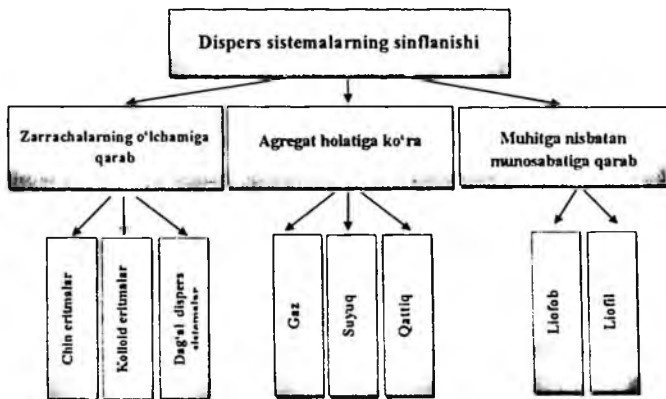 Dispers sistemalarning sinflanishi
Zarrachalarning o‘lchamiga
qarab
Agregat holatiga ko‘ra
Muhitga nisbatan
munosabatiga qarab
Chin eritmalar
Kolloid eritmalar
Dag‘al dispers
sistemalar
Gaz
Suyuq
Qattiq
Liofob
Liofil